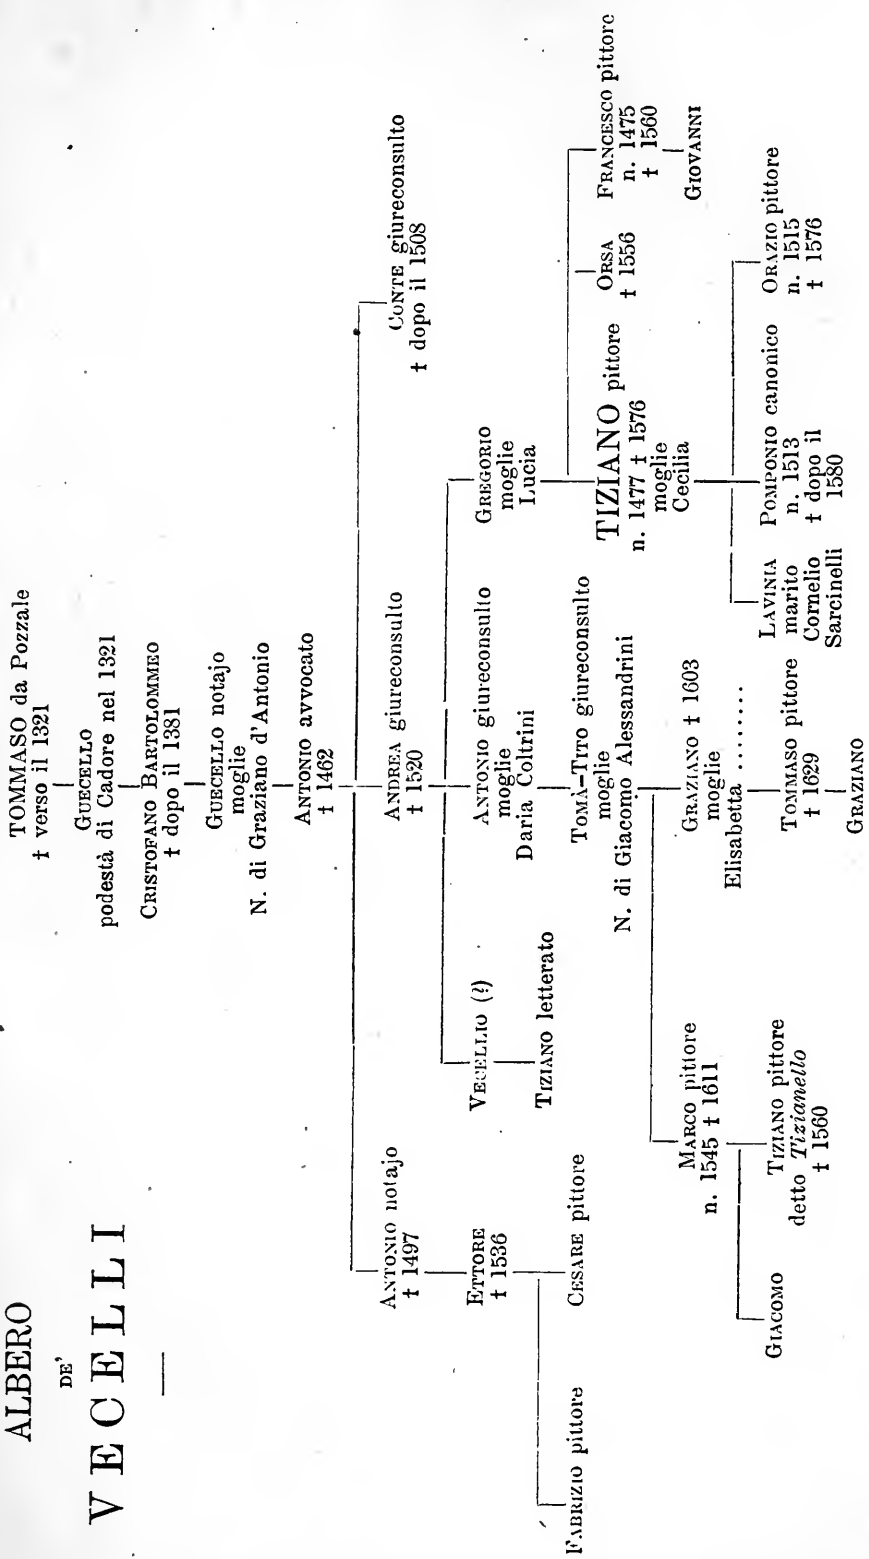 ALBERO
DE'
VECELLI
TOMMASO da Pozzale
† verso il 1321
GUECELLO
podestà di Cadore nel 1321
CRISTOFANO BARTOLOMMEO
† dopo il 1381
GUECELLO notajo
moglie
N. di Graziano d'Antonio
ANTONIO avvocato
† 1462
ANTONIO notajo
† 1497
ANDREA giureconsulto
† 1520
CONTE giureconsulto
† dopo il 1508
ETTORE
† 1536
VECELLIO (?)
ANTONIO giureconsulto
moglie
Daria Coltrini
GREGORIO
moglie
Lucia
TIZIANO letterato
FABRIZIO pittore
CESARE pittore
TOMÀ-TITO giureconsulto
moglie
N. di Giacomo Alessandrini
TIZIANO pittore
n. 1477 † 1576
moglie
Cecilia
ORSA
† 1556
FRANCESCO pittore
n. 1475
† 1560
GIOVANNI
MARCO pittore
n. 1545 † 1611
GRAZIANO † 1603
moglie
Elisabetta ........
LAVINIA
marito
Cornelio
Sarcinelli
POMPONIO canonico
n. 1513
† dopo il
1580
ORAZIO pittore
n. 1515
† 1576
GIACOMO
TIZIANO pittore
detto Tizianello
† 1560
TOMMASO pittore
† 1629
GRAZIANO